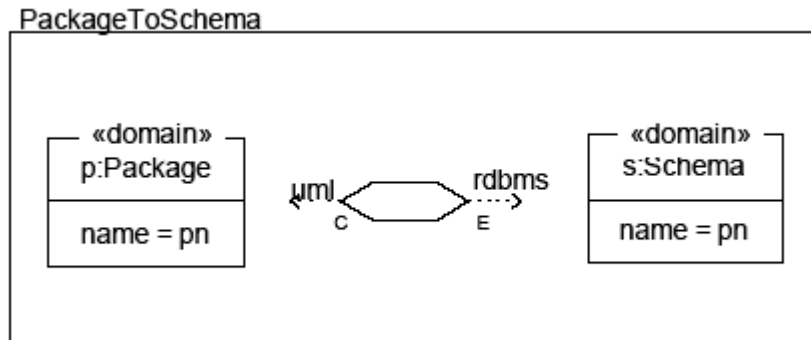 PackageToSchema
«domain»
p:Package
name = pn
uml
C
rdbms
E
«domain»
s:Schema
name = pn